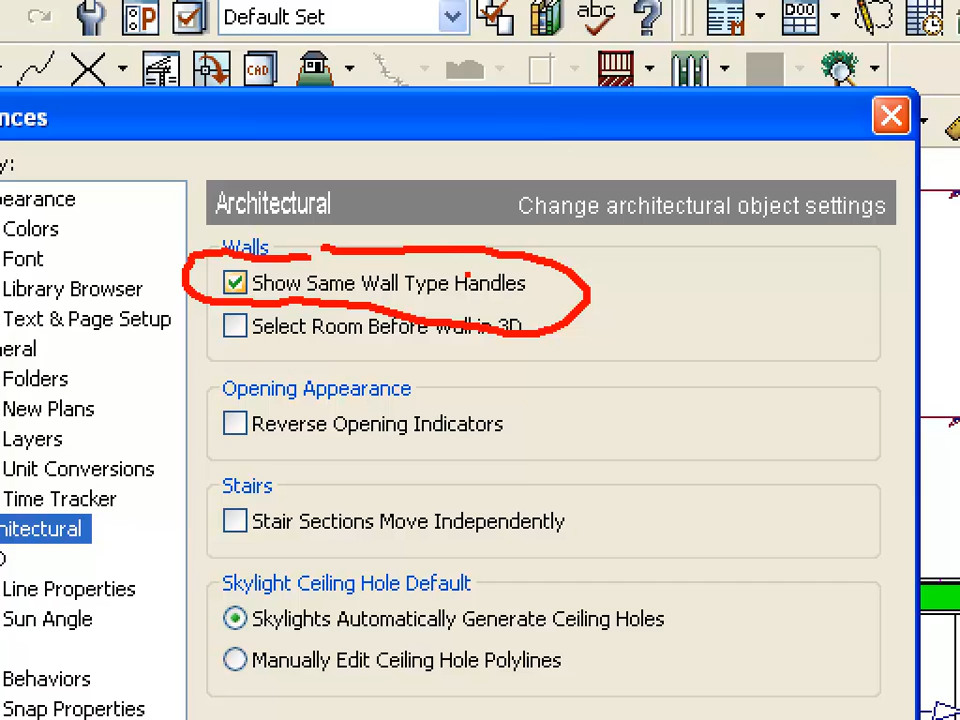 Default Set
abc
P
DOO
CAD
nces
y:
pearance
Colors
Font
Library Browser
Text & Page Setup
neral
Folders
New Plans
Layers
Unit Conversions
Time Tracker
hitectural
Line Properties
Sun Angle
Behaviors
Snap Properties
Architectural
Change architectural object settings
Walls
Show Same Wall Type Handles
Select Room Before Wall in 3D
Opening Appearance
Reverse Opening Indicators
Stairs
Stair Sections Move Independently
Skylight Ceiling Hole Default
Skylights Automatically Generate Ceiling Holes
Manually Edit Ceiling Hole Polylines